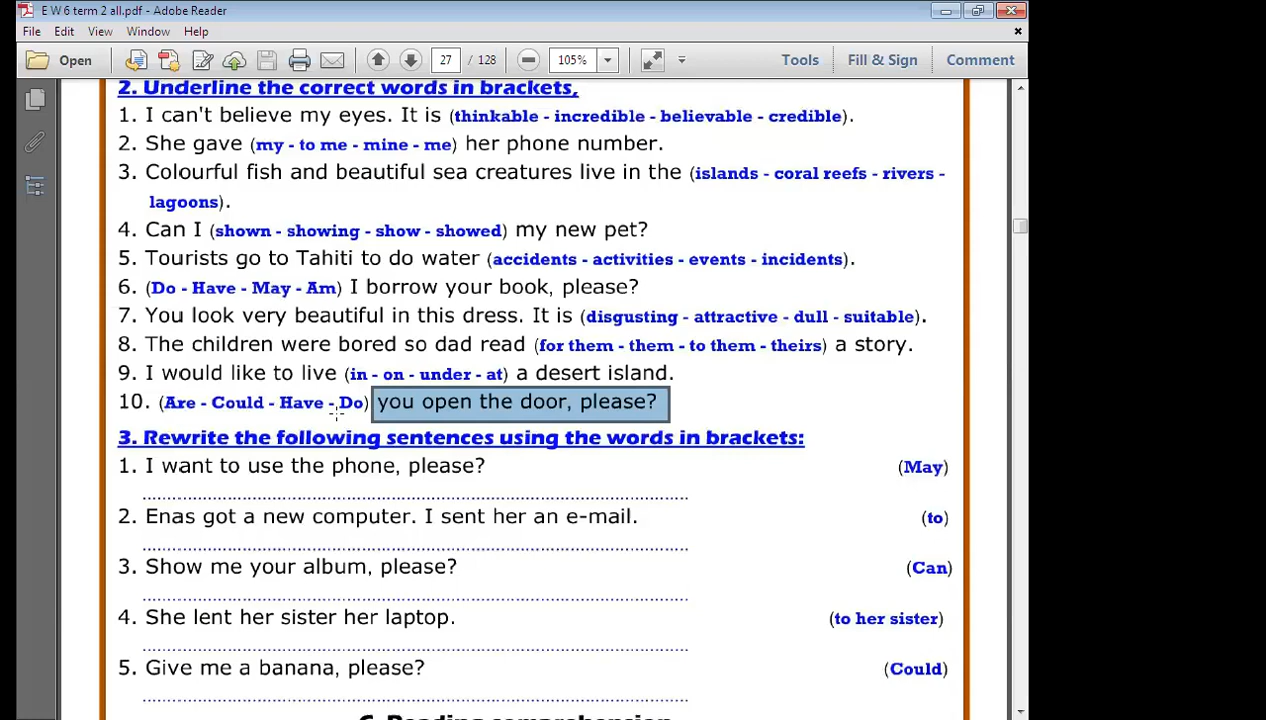 E W 6 term 2 all.pdf - Adobe Reader
File Edit View Window Help
Open 27 / 128 105% Tools Fill & Sign Comment
2. Underline the correct words in brackets,
1. I can't believe my eyes. It is (thinkable - incredible - believable - credible).
2. She gave (my - to me - mine - me) her phone number.
3. Colourful fish and beautiful sea creatures live in the (islands - coral reefs - rivers -
lagoons).
4. Can I (shown - showing - show - showed) my new pet?
5. Tourists go to Tahiti to do water (accidents - activities - events - incidents).
6. (Do - Have - May - Am) I borrow your book, please?
7. You look very beautiful in this dress. It is (disgusting - attractive - dull - suitable).
8. The children were bored so dad read (for them - them - to them - theirs) a story.
9. I would like to live (in - on - under - at) a desert island.
10. (Are - Could - Have - Do) you open the door, please?
3. Rewrite the following sentences using the words in brackets:
1. I want to use the phone, please? (May)
2. Enas got a new computer. I sent her an e-mail. (to)
3. Show me your album, please? (Can)
4. She lent her sister her laptop. (to her sister)
5. Give me a banana, please? (Could)